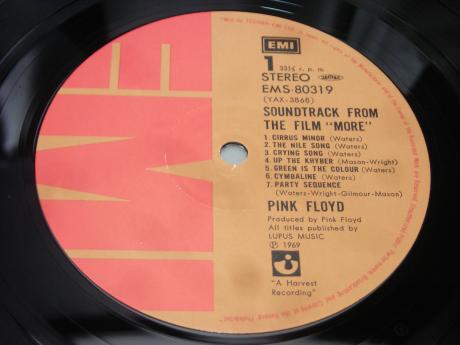 EMI
EMI
1
33⅓ r.p.m.
STEREO
EMS-80319
(YAX-3868)
SOUNDTRACK FROM
THE FILM "MORE"
1. CIRRUS MINOR (Waters)
2. THE NILE SONG (Waters)
3. CRYING SONG (Waters)
4. UP THE KHYBER (Mason-Wright)
5. GREEN IS THE COLOUR (Waters)
6. CYMBALINE (Waters)
7. PARTY SEQUENCE
(Waters-Wright-Gilmour-Mason)
PINK FLOYD
Produced by Pink Floyd
All titles published by
LUPUS MUSIC
Ⓟ 1969
"A Harvest
Recording"